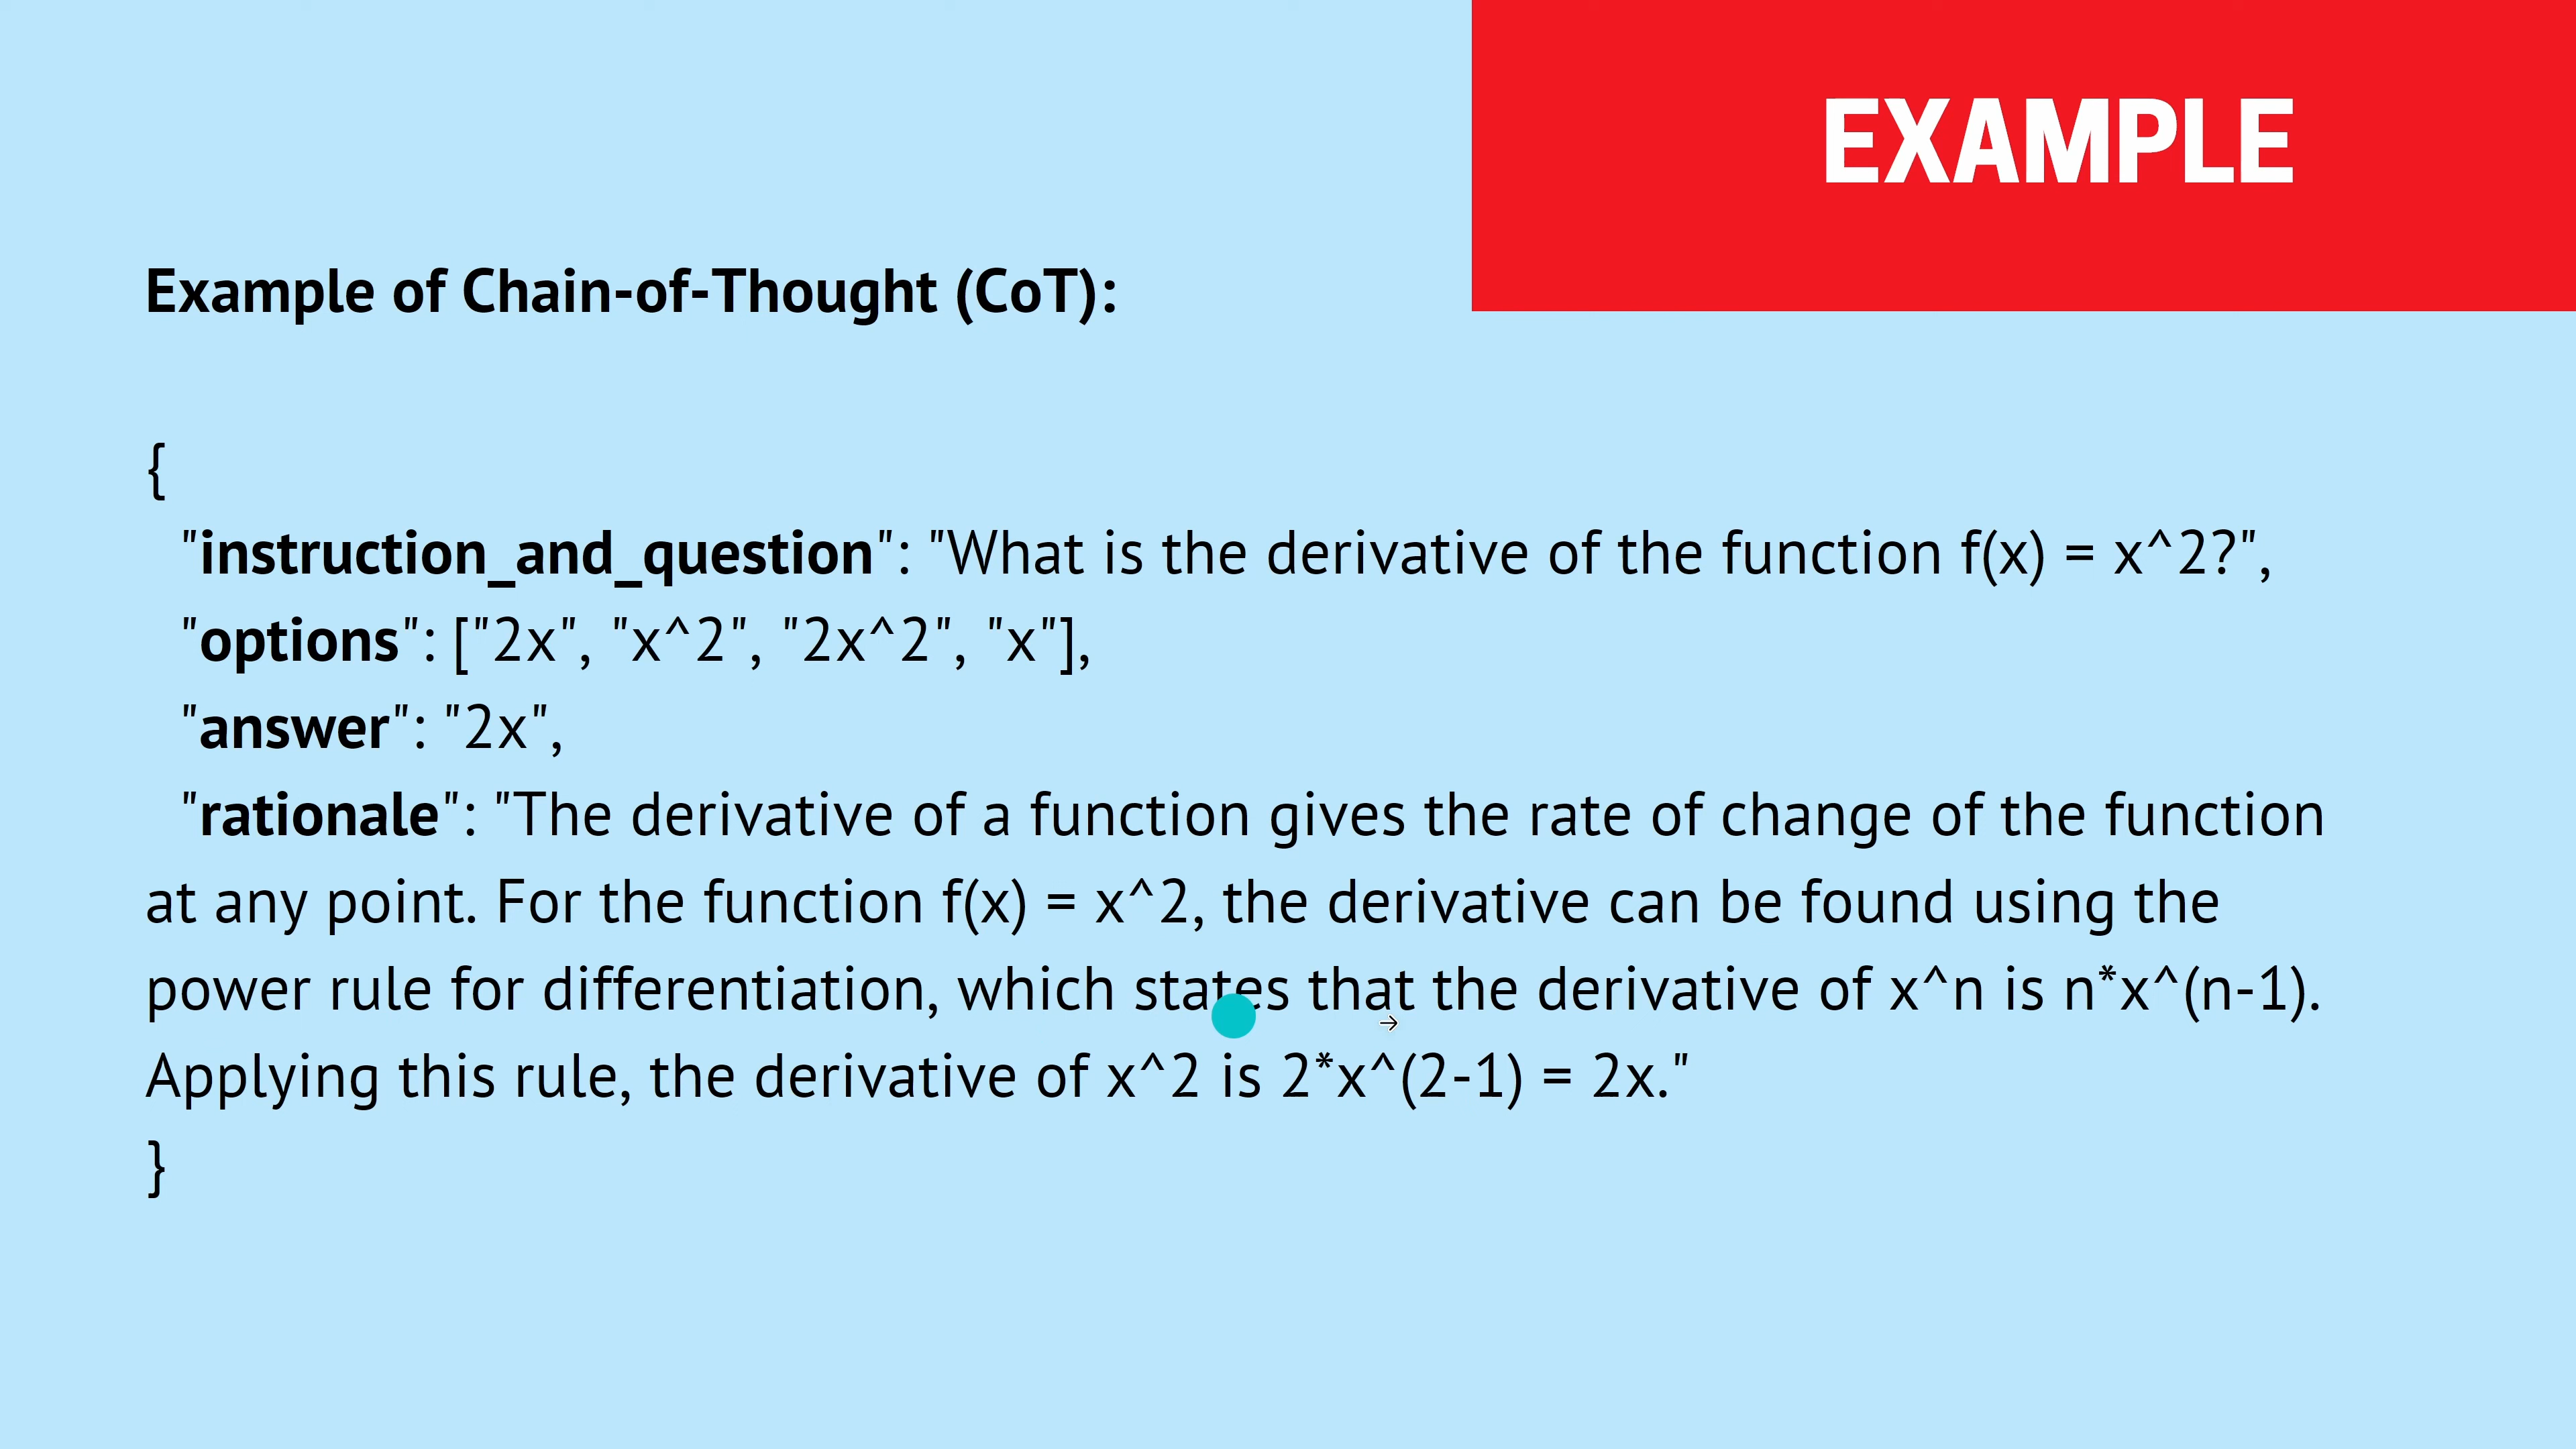 EXAMPLE
Example of Chain-of-Thought (CoT):
{
"instruction_and_question": "What is the derivative of the function f(x) = x^2?",
"options": ["2x", "x^2", "2x^2", "x"],
"answer": "2x",
"rationale": "The derivative of a function gives the rate of change of the function
at any point. For the function f(x) = x^2, the derivative can be found using the
power rule for differentiation, which states that the derivative of x^n is n*x^(n-1).
Applying this rule, the derivative of x^2 is 2*x^(2-1) = 2x."
}